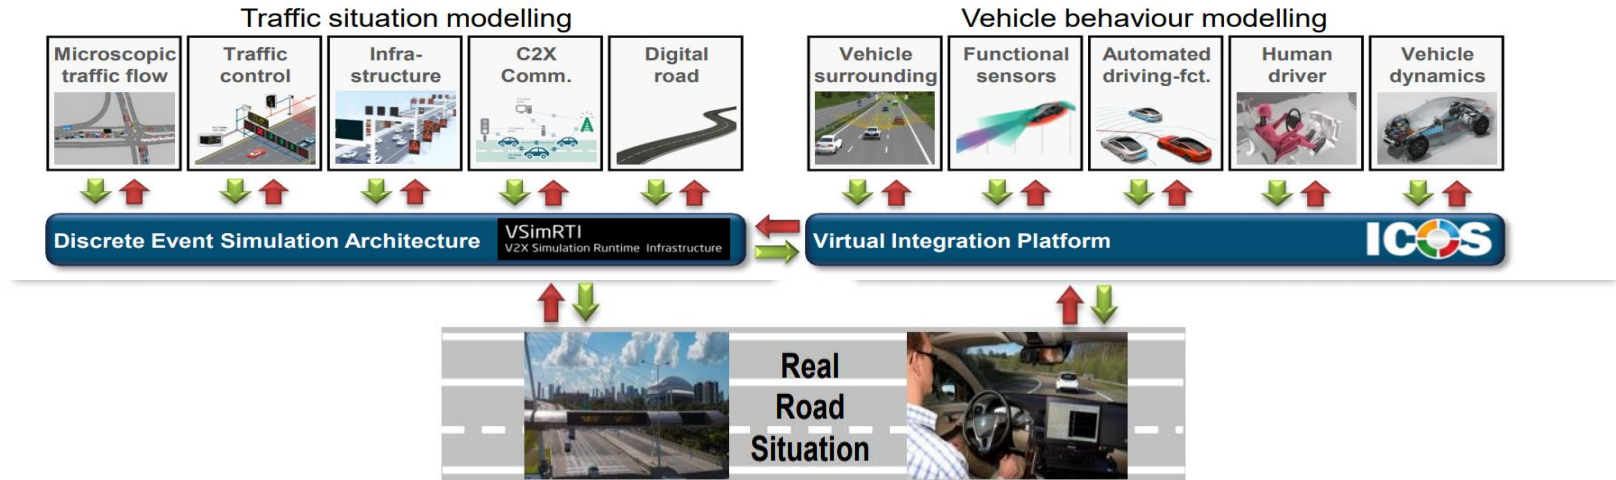 Traffic situation modelling
Vehicle behaviour modelling
Microscopic
traffic flow
Traffic
control
Infra-
structure
C2X
Comm.
Digital
road
Vehicle
surrounding
Functional
sensors
Automated
driving-fct.
Human
driver
Vehicle
dynamics
Discrete Event Simulation Architecture
VSimRTI
V2X Simulation Runtime Infrastructure
Virtual Integration Platform
ICOS
Real
Road
Situation